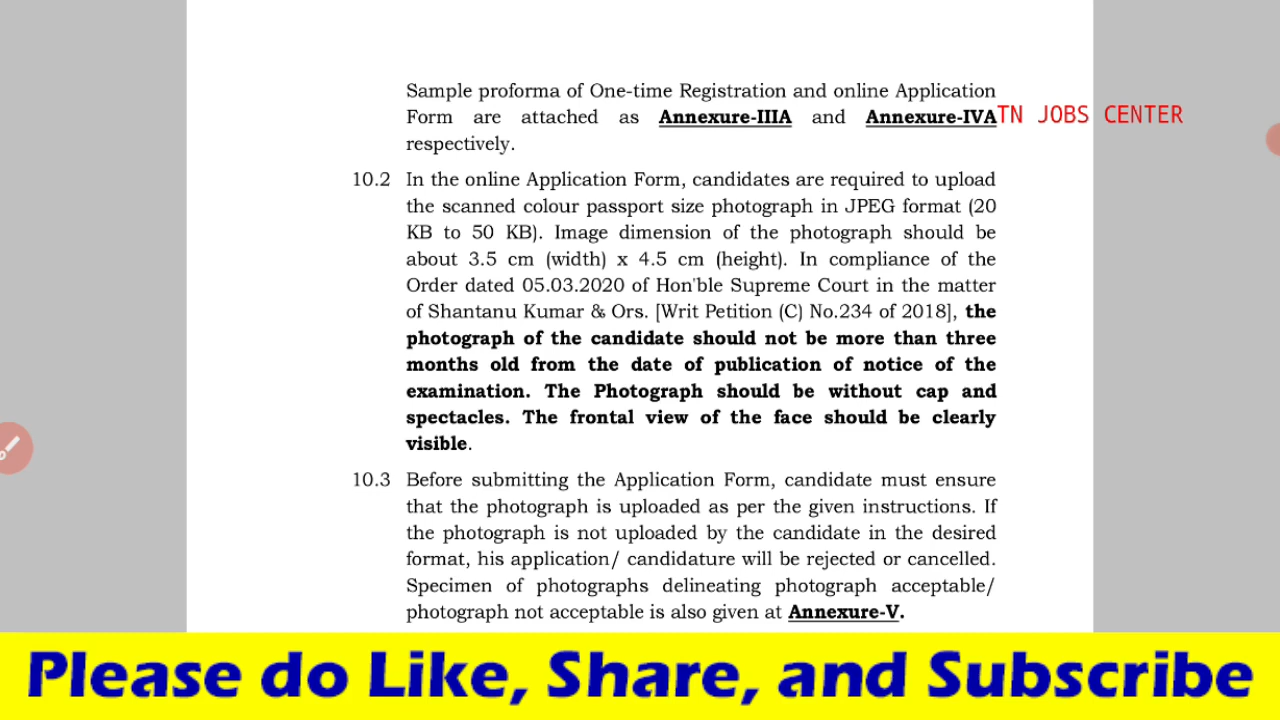 Sample proforma of One-time Registration and online Application
Form are attached as Annexure-IIIA and Annexure-IVA
TN JOBS CENTER
respectively.
10.2 In the online Application Form, candidates are required to upload
the scanned colour passport size photograph in JPEG format (20
KB to 50 KB). Image dimension of the photograph should be
about 3.5 cm (width) x 4.5 cm (height). In compliance of the
Order dated 05.03.2020 of Hon'ble Supreme Court in the matter
of Shantanu Kumar & Ors. [Writ Petition (C) No.234 of 2018], the
photograph of the candidate should not be more than three
months old from the date of publication of notice of the
examination. The Photograph should be without cap and
spectacles. The frontal view of the face should be clearly
visible.
10.3 Before submitting the Application Form, candidate must ensure
that the photograph is uploaded as per the given instructions. If
the photograph is not uploaded by the candidate in the desired
format, his application/ candidature will be rejected or cancelled.
Specimen of photographs delineating photograph acceptable/
photograph not acceptable is also given at Annexure-V.
Please do Like, Share, and Subscribe